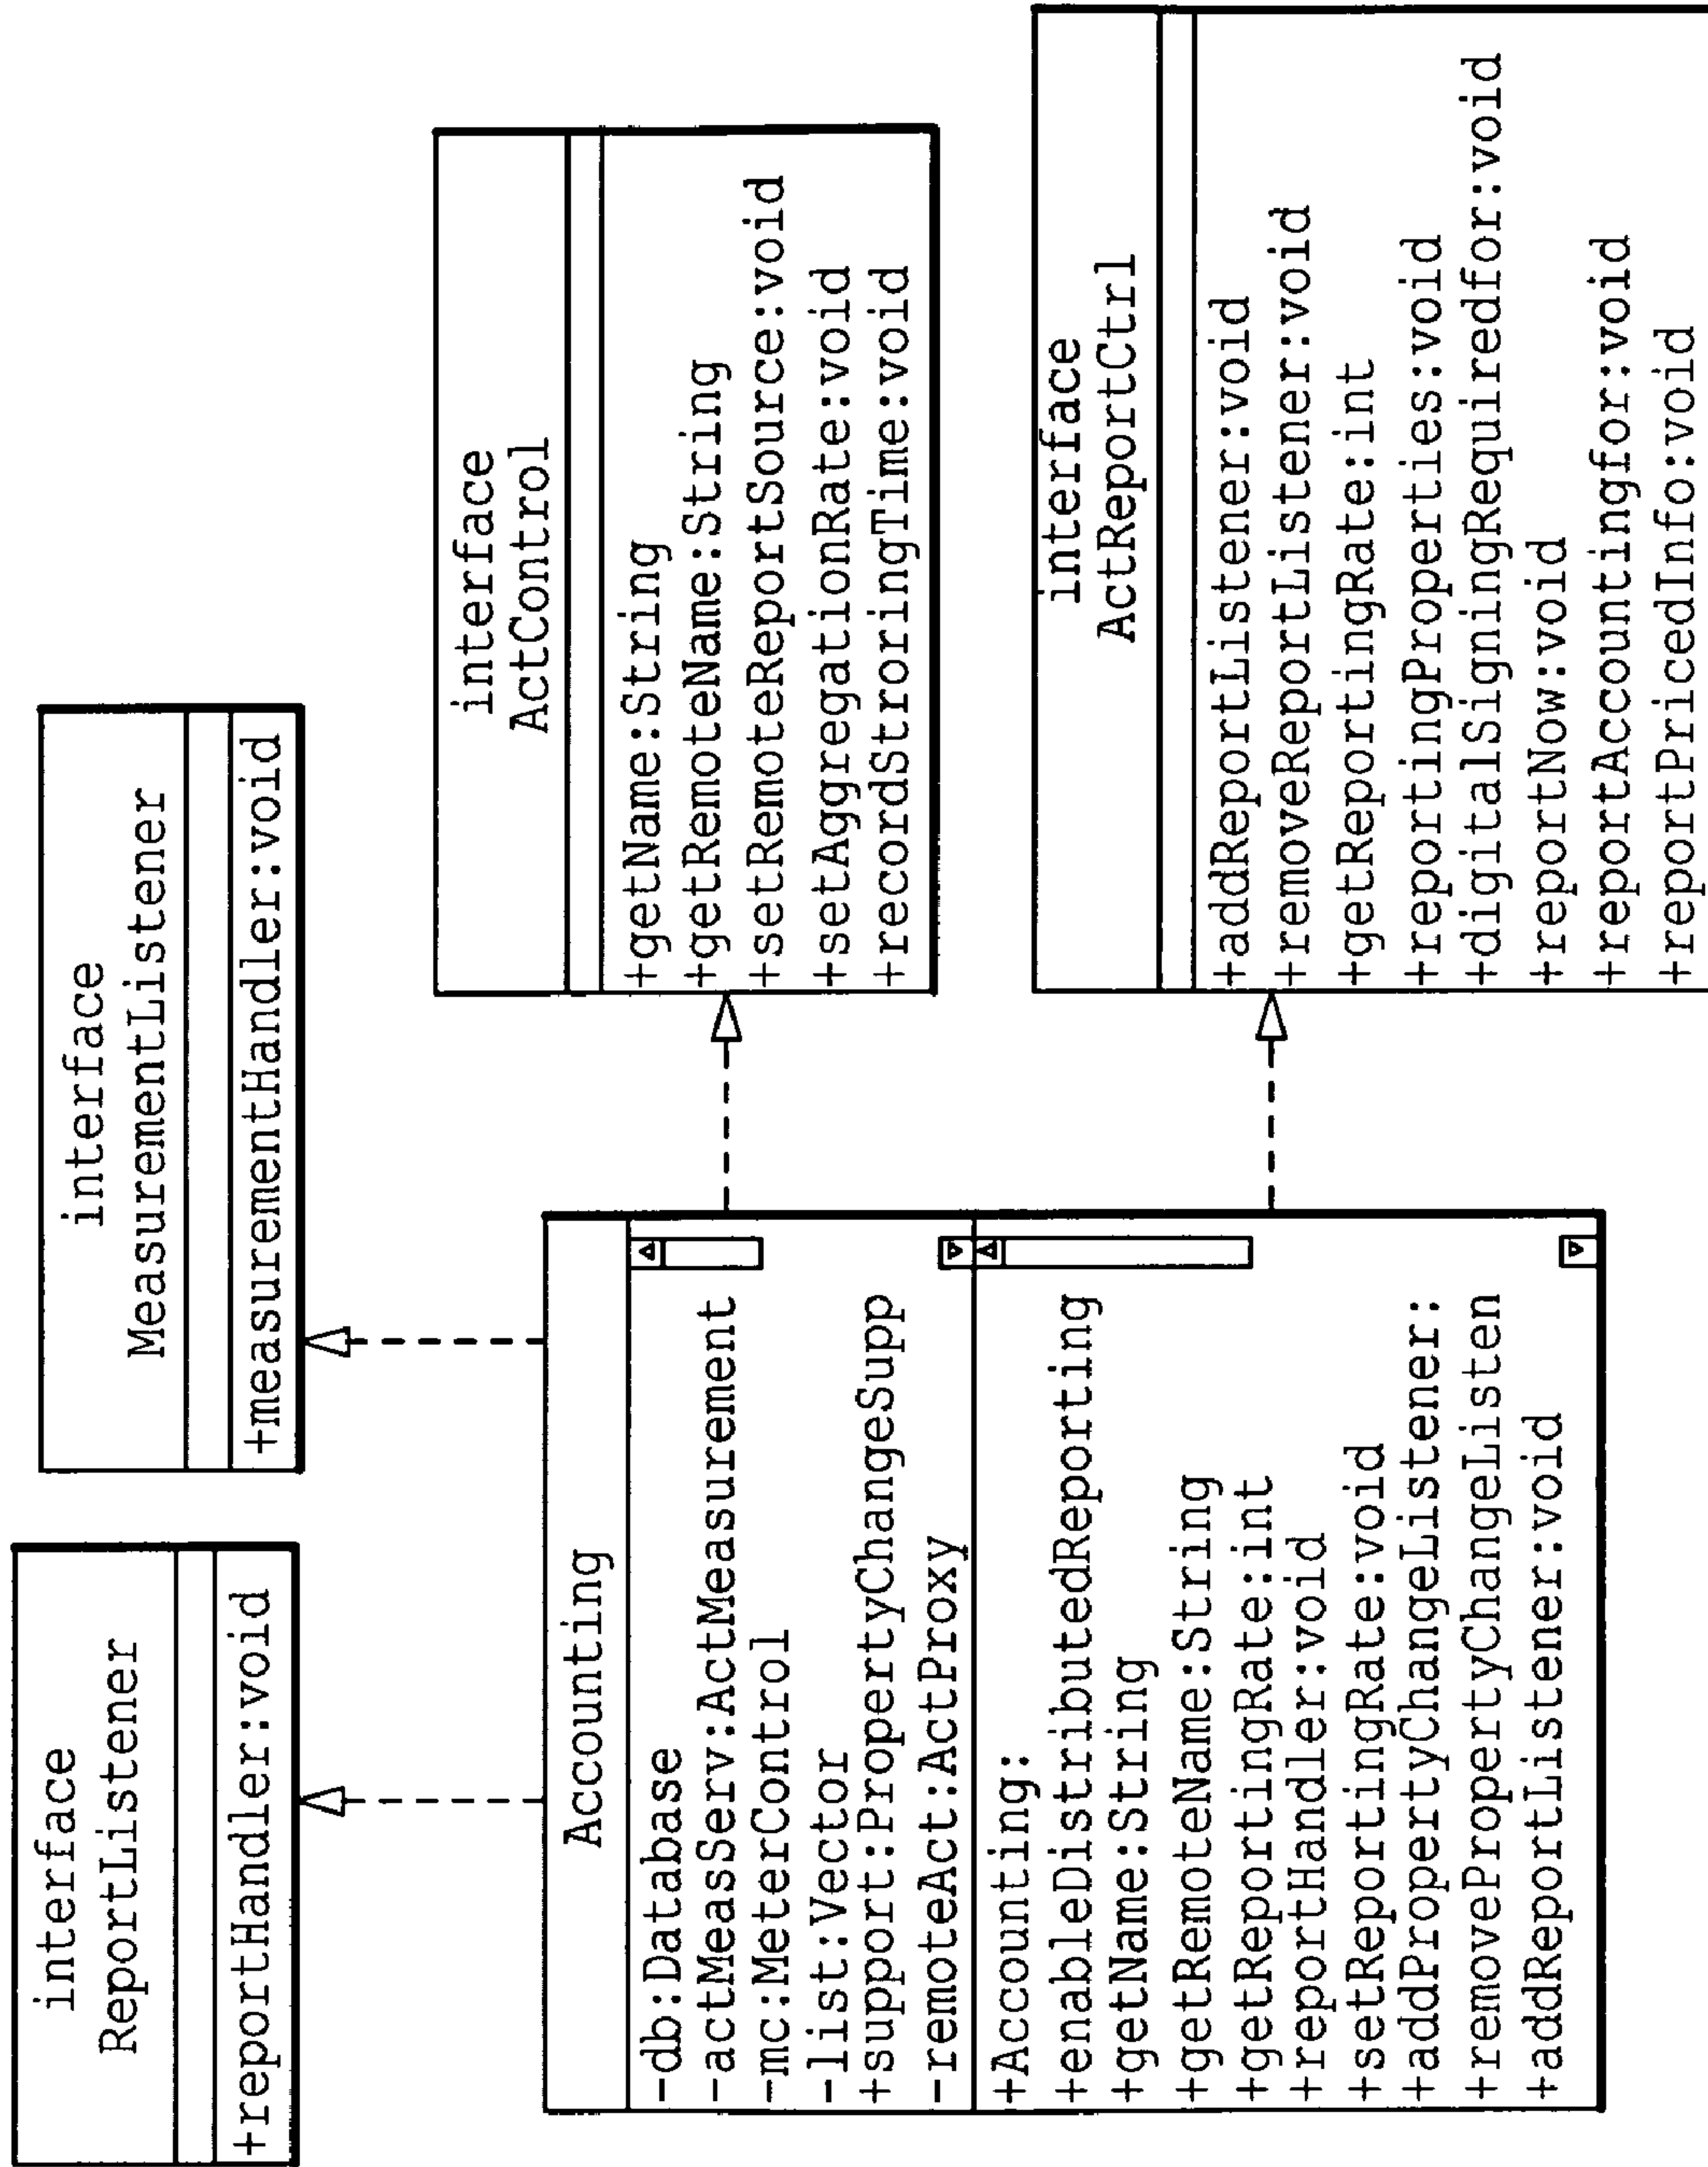 interface
ReportListener
+reportHandler:void
interface
MeasurementListener
+measurementHandler:void
Accounting
-db:Database
-actMeasServ:ActMeasurement
-mc:MeterControl
-list:Vector
+support:PropertyChangeSupp
-remoteAct:ActProxy
+Accounting:
+enableDistributedReporting
+getName:String
+getRemoteName:String
+getReportingRate:int
+reportHandler:void
+setReportingRate:void
+addPropertyChangeListener:
+removePropertyChangeListen
+addReportListener:void
interface
ActControl
+getName:String
+getRemoteName:String
+setRemoteReportSource:void
+setAggregationRate:void
+recordStroringTime:void
interface
ActReportCtrl
+addReportListener:void
+removeReportListener:void
+getReportingRate:int
+reportingProperties:void
+digitalSigningRequiredfor:void
+reportNow:void
+reportAccountingfor:void
+reportPricedInfo:void